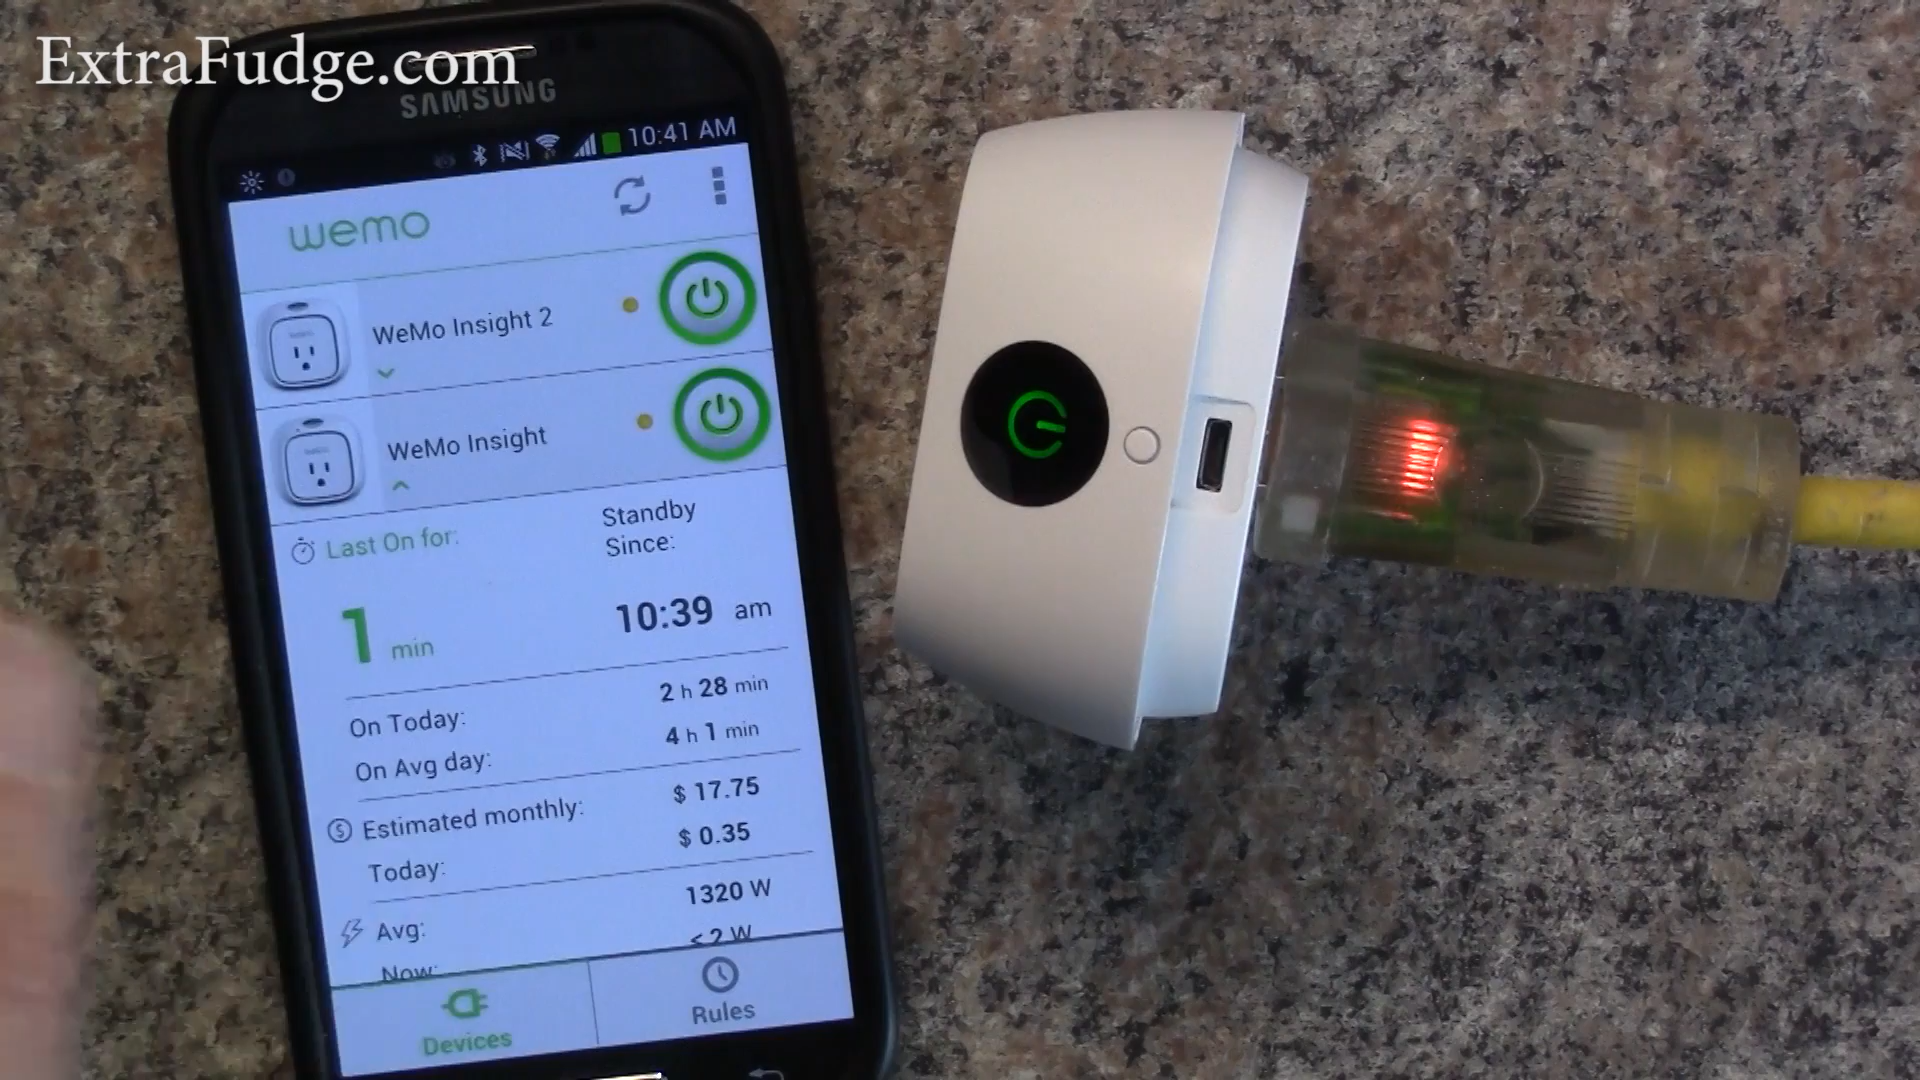 ExtraFudge.com
SAMSUNG
10:41 AM
wemo
WeMo Insight 2
WeMo Insight
Last On for:
Standby
Since:
1 min
10:39 am
On Today: 2 h 28 min
On Avg day: 4 h 1 min
$ Estimated monthly: $ 17.75
Today: $ 0.35
Avg: 1320 W
Now: <2 W
Devices
Rules